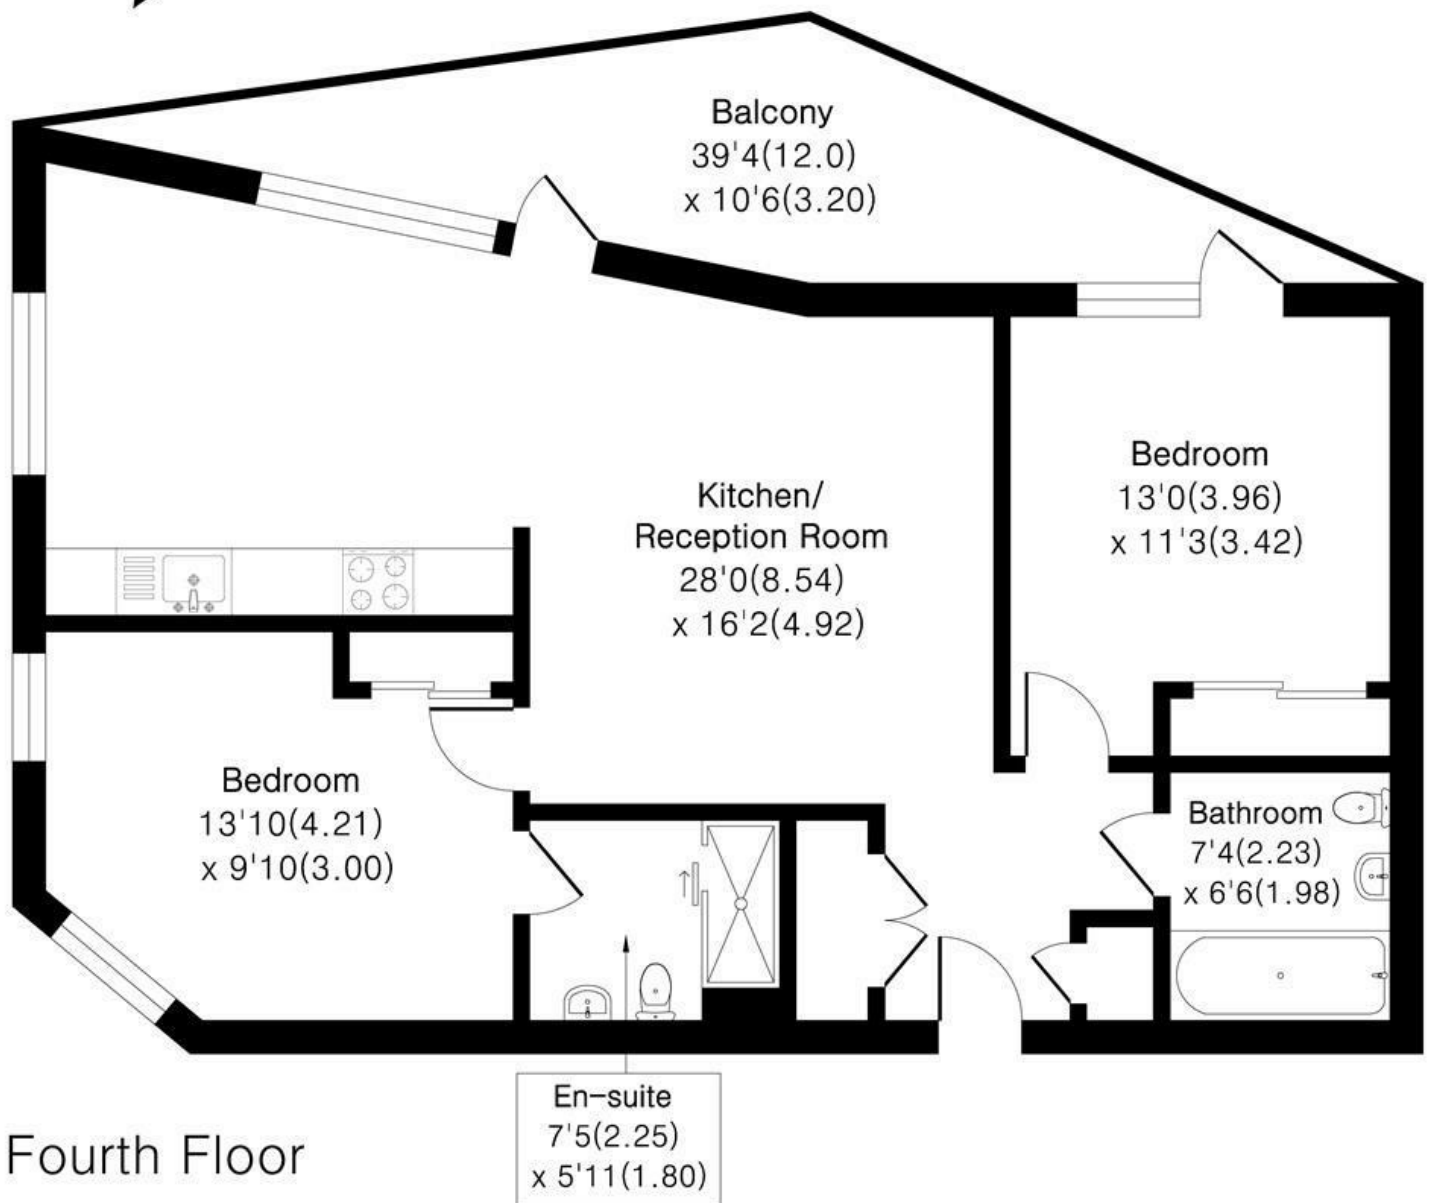 Balcony
39'4(12.0)
x 10'6(3.20)
Kitchen/
Reception Room
28'0(8.54)
x 16'2(4.92)
Bedroom
13'0(3.96)
x 11'3(3.42)
Bedroom
13'10(4.21)
x 9'10(3.00)
Bathroom
7'4(2.23)
x 6'6(1.98)
En-suite
7'5(2.25)
x 5'11(1.80)
Fourth Floor